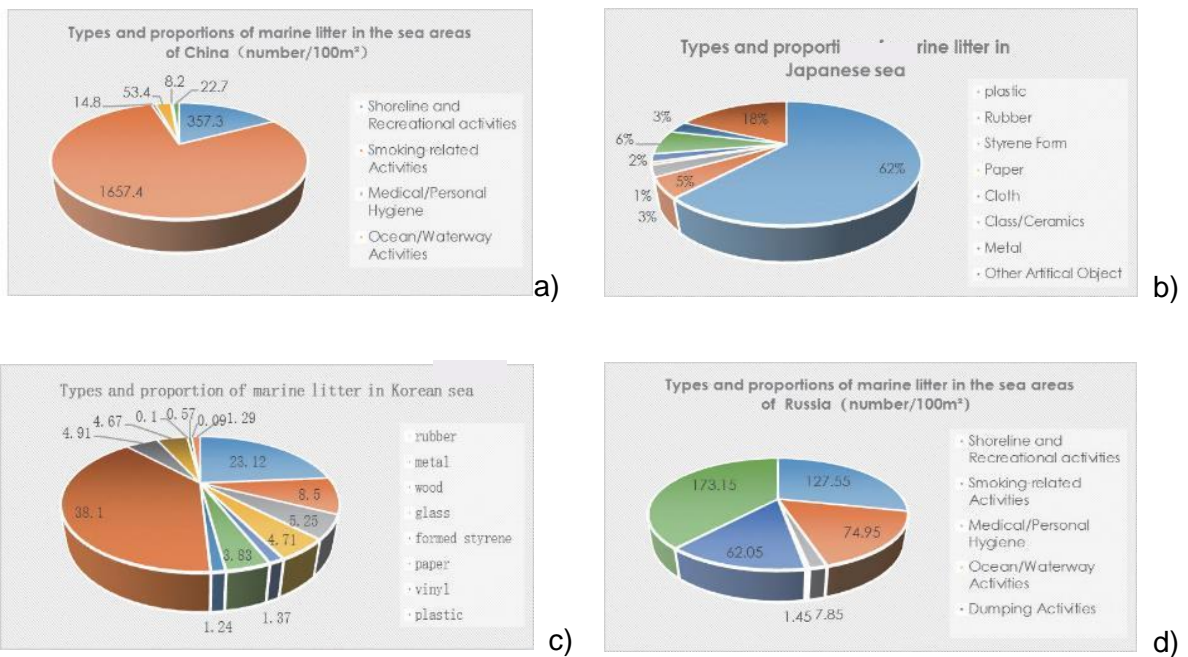 Types and proportions of marine litter in the sea areas
of China (number/100m²)
8.2
53.4
22.7
14.8
357.3
1657.4
Shoreline and
Recreational activities
Smoking-related
Activities
Medical/Personal
Hygiene
Ocean/Waterway
Activities
a)
Types and proporti rine litter in
Japanese sea
3%
18%
6%
62%
2%
5%
1%
3%
plastic
Rubber
Styrene Form
Paper
Cloth
Class/Ceramics
Metal
Other Artifical Object
b)
Types and proportion of marine litter in Korean sea
0.1
0.57
0.09
1.29
4.67
4.91
23.12
8.5
38.1
5.25
4.71
3.83
1.37
1.24
rubber
metal
wood
glass
formed styrene
paper
vinyl
plastic
c)
Types and proportions of marine litter in the sea areas
of Russia (number/100m²)
173.15
127.55
74.95
62.05
1.45
7.85
Shoreline and
Recreational activities
Smoking-related
Activities
Medical/Personal
Hygiene
Ocean/Waterway
Activities
Dumping Activities
d)